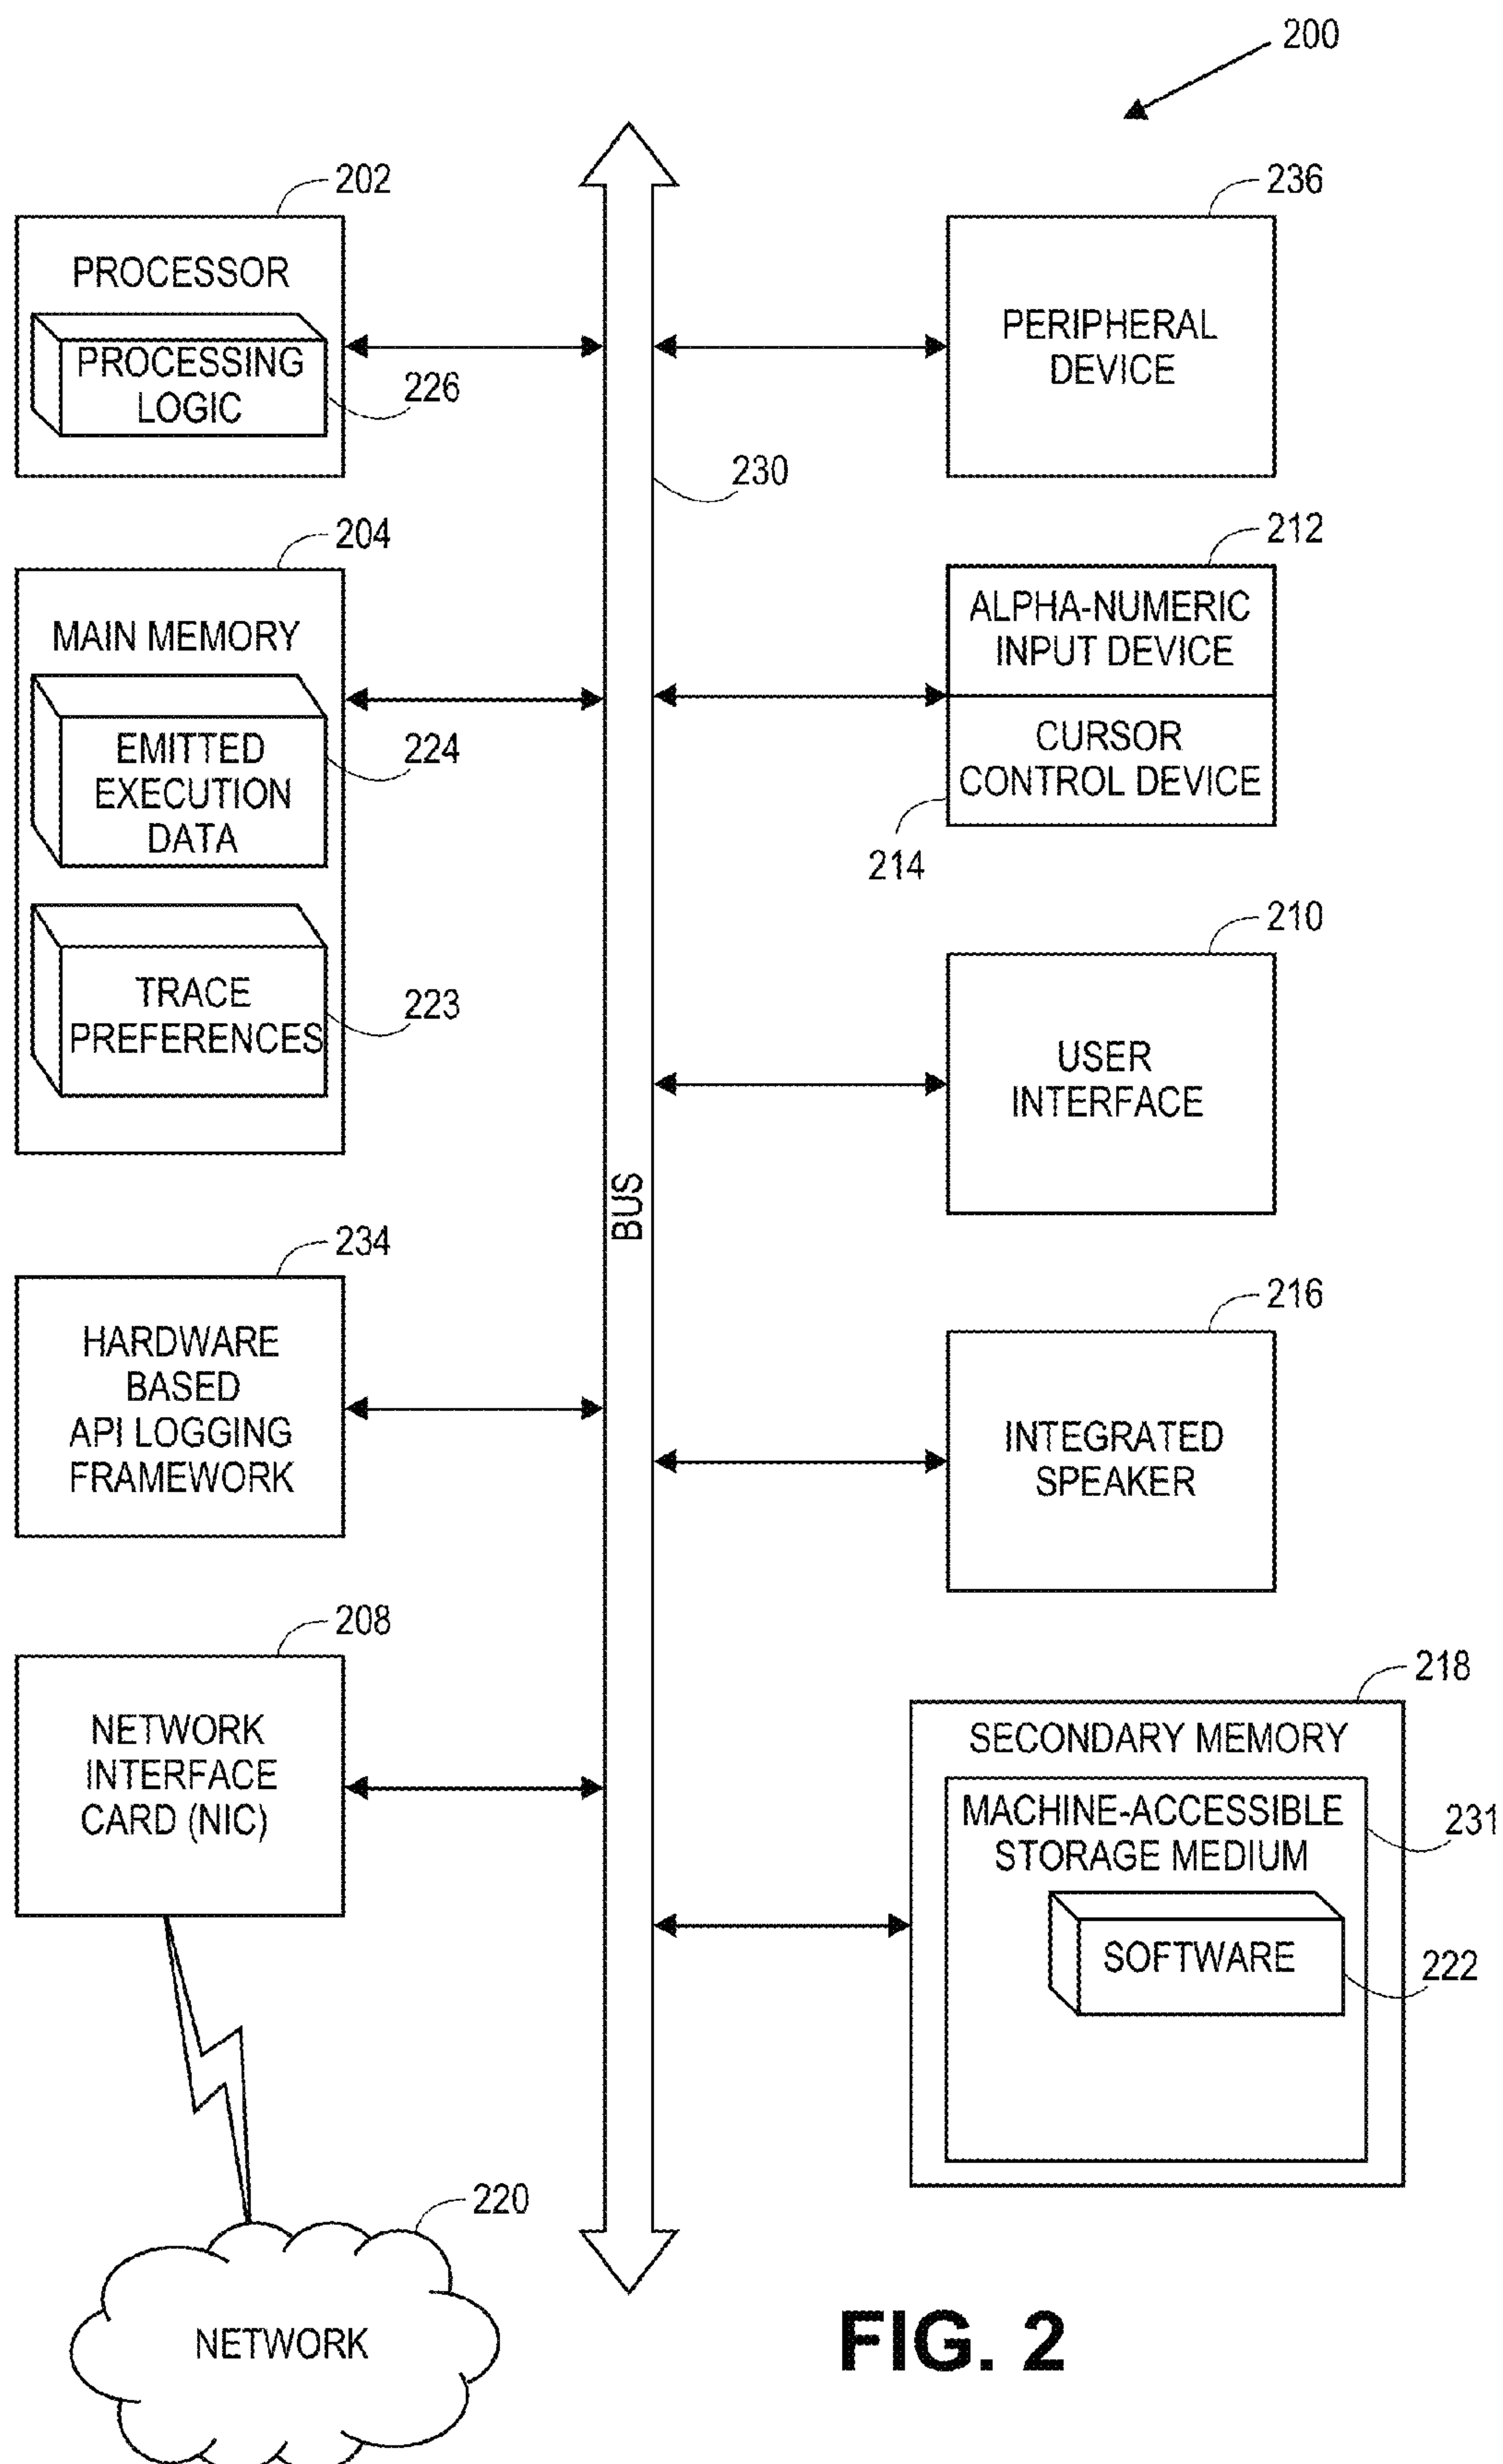 200
202
PROCESSOR
PROCESSING
LOGIC
226
204
MAIN MEMORY
EMITTED
EXECUTION
DATA
224
TRACE
PREFERENCES
223
234
HARDWARE
BASED
API LOGGING
FRAMEWORK
208
NETWORK
INTERFACE
CARD (NIC)
220
NETWORK
230
BUS
236
PERIPHERAL
DEVICE
212
ALPHA-NUMERIC
INPUT DEVICE
CURSOR
CONTROL DEVICE
214
210
USER
INTERFACE
216
INTEGRATED
SPEAKER
218
SECONDARY MEMORY
MACHINE-ACCESSIBLE
STORAGE MEDIUM
231
SOFTWARE
222
FIG. 2